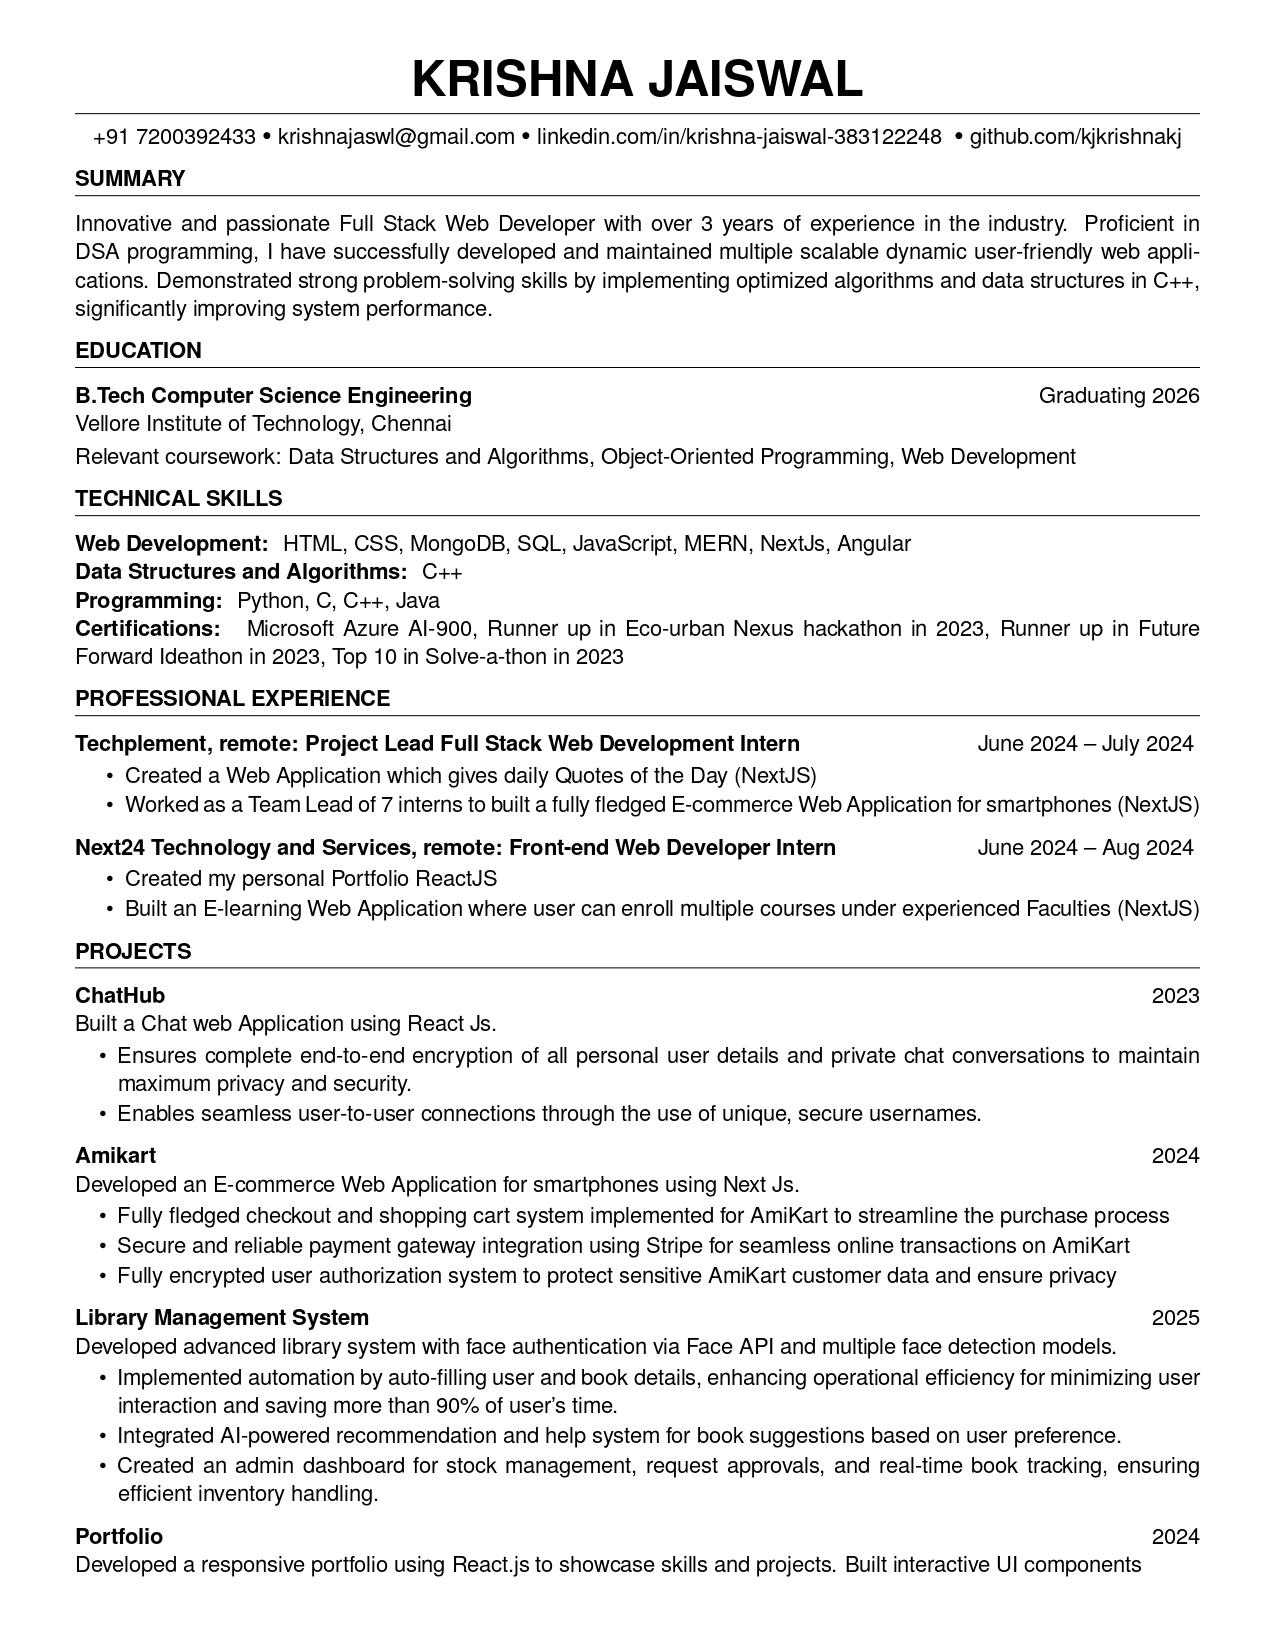 KRISHNA JAISWAL
+91 7200392433 • krishnajaswl@gmail.com • linkedin.com/in/krishna-jaiswal-383122248 • github.com/kjkrishnakj
SUMMARY
Innovative and passionate Full Stack Web Developer with over 3 years of experience in the industry. Proficient in
DSA programming, I have successfully developed and maintained multiple scalable dynamic user-friendly web appli-
cations. Demonstrated strong problem-solving skills by implementing optimized algorithms and data structures in C++,
significantly improving system performance.
EDUCATION
B.Tech Computer Science Engineering Graduating 2026
Vellore Institute of Technology, Chennai
Relevant coursework: Data Structures and Algorithms, Object-Oriented Programming, Web Development
TECHNICAL SKILLS
Web Development: HTML, CSS, MongoDB, SQL, JavaScript, MERN, NextJs, Angular
Data Structures and Algorithms: C++
Programming: Python, C, C++, Java
Certifications: Microsoft Azure AI-900, Runner up in Eco-urban Nexus hackathon in 2023, Runner up in Future
Forward Ideathon in 2023, Top 10 in Solve-a-thon in 2023
PROFESSIONAL EXPERIENCE
Techplement, remote: Project Lead Full Stack Web Development Intern June 2024 – July 2024
• Created a Web Application which gives daily Quotes of the Day (NextJS)
• Worked as a Team Lead of 7 interns to built a fully fledged E-commerce Web Application for smartphones (NextJS)
Next24 Technology and Services, remote: Front-end Web Developer Intern June 2024 – Aug 2024
• Created my personal Portfolio ReactJS
• Built an E-learning Web Application where user can enroll multiple courses under experienced Faculties (NextJS)
PROJECTS
ChatHub 2023
Built a Chat web Application using React Js.
• Ensures complete end-to-end encryption of all personal user details and private chat conversations to maintain
maximum privacy and security.
• Enables seamless user-to-user connections through the use of unique, secure usernames.
Amikart 2024
Developed an E-commerce Web Application for smartphones using Next Js.
• Fully fledged checkout and shopping cart system implemented for AmiKart to streamline the purchase process
• Secure and reliable payment gateway integration using Stripe for seamless online transactions on AmiKart
• Fully encrypted user authorization system to protect sensitive AmiKart customer data and ensure privacy
Library Management System 2025
Developed advanced library system with face authentication via Face API and multiple face detection models.
• Implemented automation by auto-filling user and book details, enhancing operational efficiency for minimizing user
interaction and saving more than 90% of user’s time.
• Integrated AI-powered recommendation and help system for book suggestions based on user preference.
• Created an admin dashboard for stock management, request approvals, and real-time book tracking, ensuring
efficient inventory handling.
Portfolio 2024
Developed a responsive portfolio using React.js to showcase skills and projects. Built interactive UI components